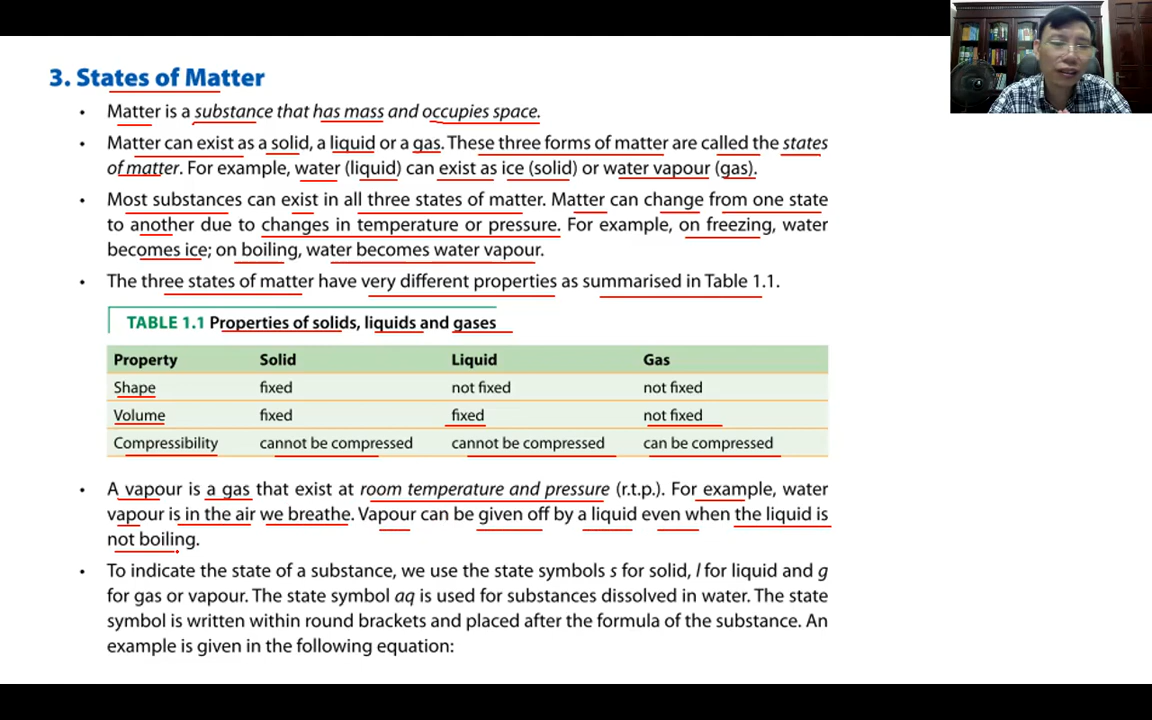 3. States of Matter
• Matter is a substance that has mass and occupies space.
• Matter can exist as a solid, a liquid or a gas. These three forms of matter are called the states
of matter. For example, water (liquid) can exist as ice (solid) or water vapour (gas).
• Most substances can exist in all three states of matter. Matter can change from one state
to another due to changes in temperature or pressure. For example, on freezing, water
becomes ice; on boiling, water becomes water vapour.
• The three states of matter have very different properties as summarised in Table 1.1.
TABLE 1.1 Properties of solids, liquids and gases
Property Solid Liquid Gas
Shape fixed not fixed not fixed
Volume fixed fixed not fixed
Compressibility cannot be compressed cannot be compressed can be compressed
• A vapour is a gas that exist at room temperature and pressure (r.t.p.). For example, water
vapour is in the air we breathe. Vapour can be given off by a liquid even when the liquid is
not boiling.
• To indicate the state of a substance, we use the state symbols s for solid, l for liquid and g
for gas or vapour. The state symbol aq is used for substances dissolved in water. The state
symbol is written within round brackets and placed after the formula of the substance. An
example is given in the following equation: